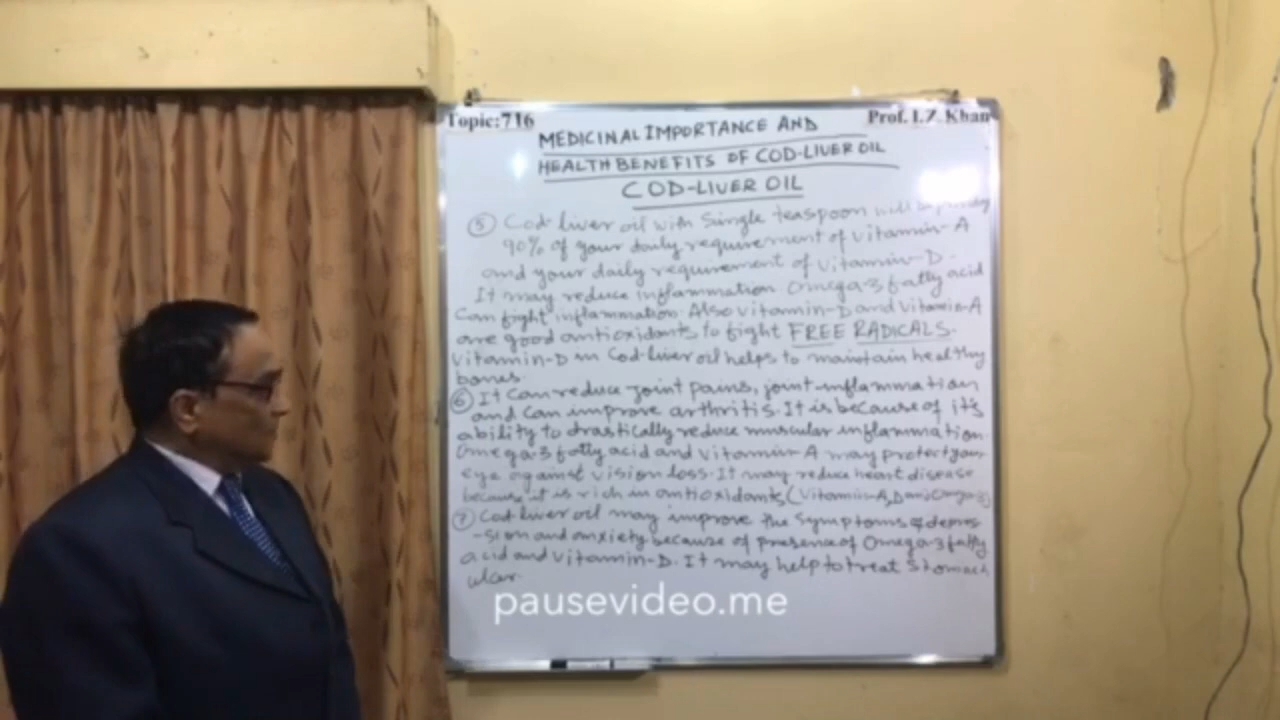 Topic:716
Prof. I.Z. Khan
MEDICINAL IMPORTANCE AND
HEALTH BENEFITS OF COD-LIVER OIL
COD-LIVER OIL
⑤ Cod liver oil with Single teaspoon will
90% of your daily requirement of vitamin-A
and your daily requirement of vitamin-D.
It may reduce inflammation Omega-3 fatty acid
Can fight inflammation. Also vitamin-D and vitamin-A
are good antioxidants to fight FREE RADICALS.
Vitamin-D in Cod-liver oil helps to maintain healthy
bones.
⑥ It can reduce joint pains, joint-inflammation
and can improve arthritis. It is because of it's
ability to drastically reduce muscular inflammation.
Omega-3 fatty acid and vitamin-A may protect your
eye against vision loss. It may reduce heart disease
because it is rich in antioxidants (Vitamin-A, D and Omega-3)
⑦ Cod liver oil may improve the Symptoms of depres
-sion and anxiety because of presence of Omega-3 fatty
acid and vitamin-D. It may help to treat Stomach
ulcer.
pausevideo.me